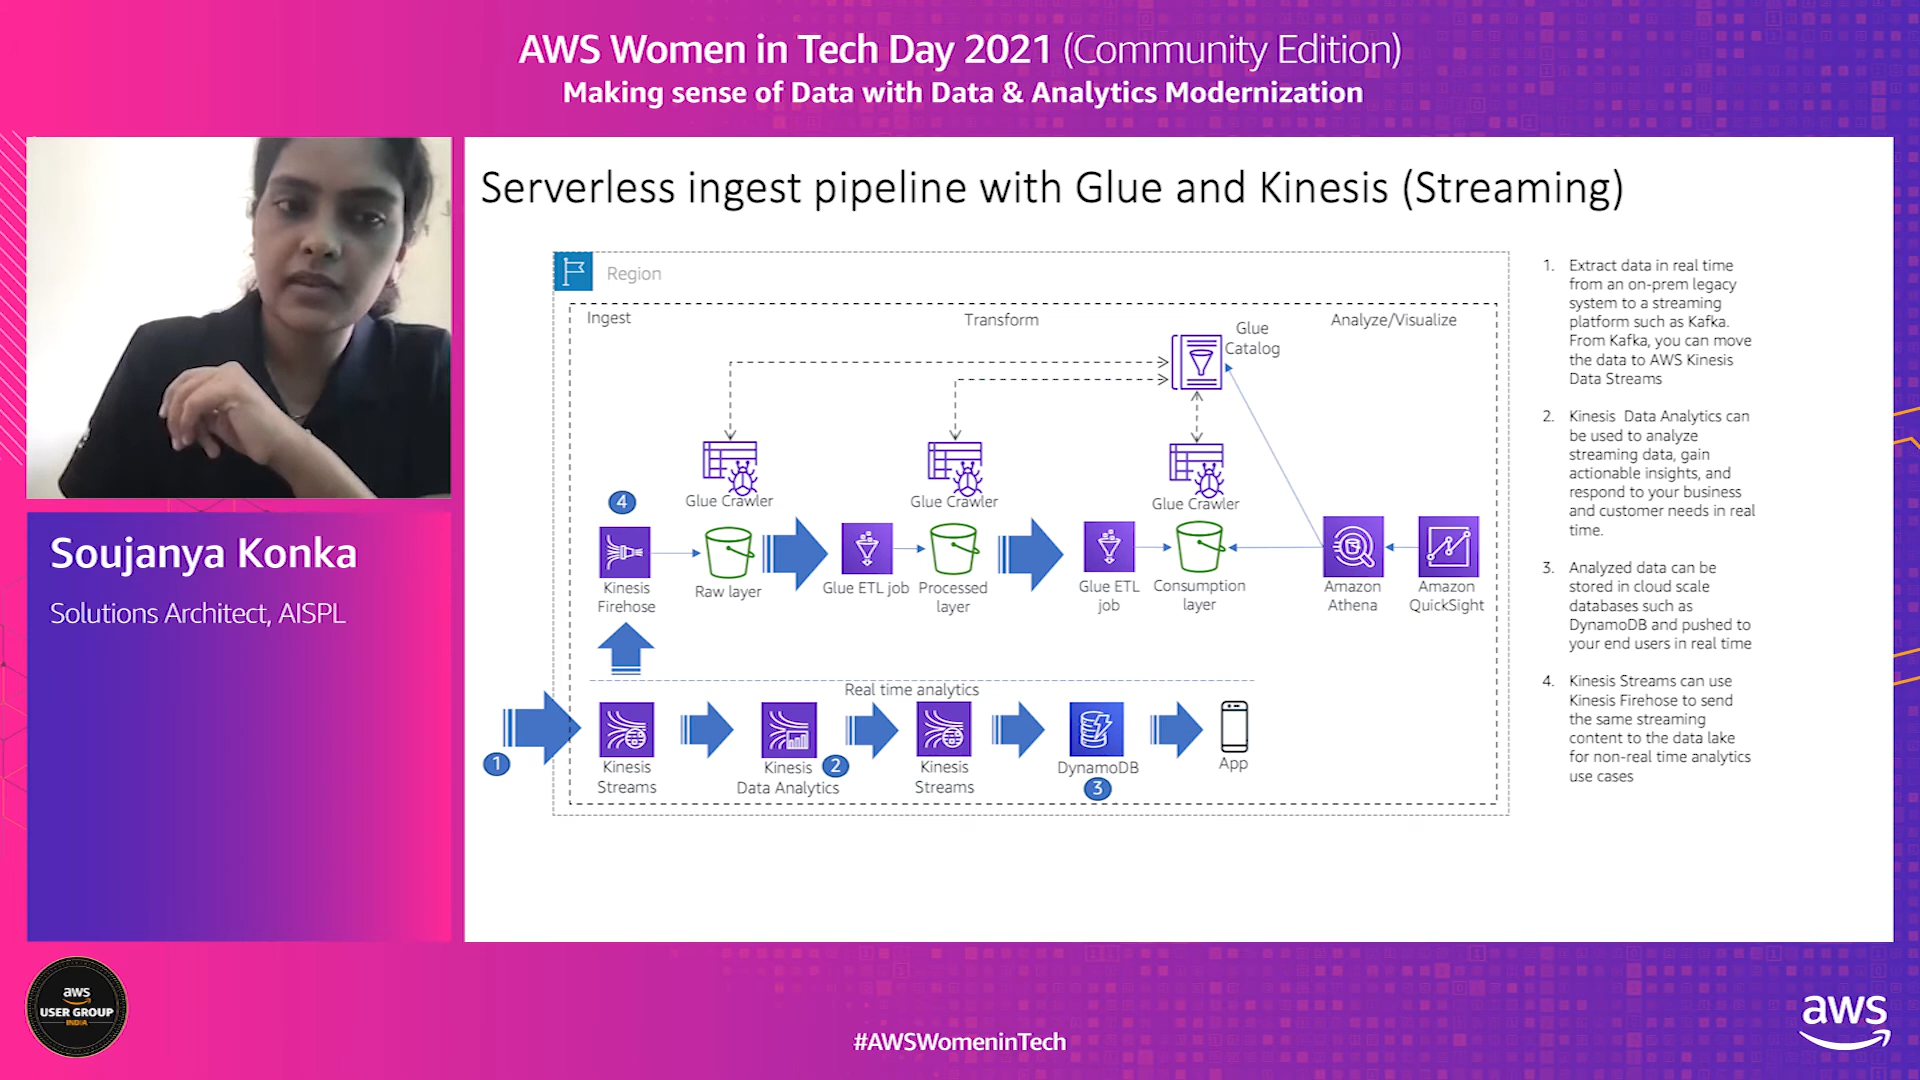 AWS Women in Tech Day 2021 (Community Edition)
Making sense of Data with Data & Analytics Modernization
Soujanya Konka
Solutions Architect, AISPL
Serverless ingest pipeline with Glue and Kinesis (Streaming)
Region
Ingest
Transform
Analyze/Visualize
Glue
Catalog
Glue Crawler
Glue Crawler
Glue Crawler
4
Kinesis
Firehose
Raw layer
Glue ETL job
Processed
layer
Glue ETL
job
Consumption
layer
Amazon
Athena
Amazon
QuickSight
Real time analytics
1
Kinesis
Streams
Kinesis
Data Analytics
2
Kinesis
Streams
DynamoDB
3
App
1. Extract data in real time
from an on-prem legacy
system to a streaming
platform such as Kafka.
From Kafka, you can move
the data to AWS Kinesis
Data Streams
2. Kinesis Data Analytics can
be used to analyze
streaming data, gain
actionable insights, and
respond to your business
and customer needs in real
time.
3. Analyzed data can be
stored in cloud scale
databases such as
DynamoDB and pushed to
your end users in real time
4. Kinesis Streams can use
Kinesis Firehose to send
the same streaming
content to the data lake
for non-real time analytics
use cases
aws
USER GROUP
INDIA
#AWSWomeninTech
aws